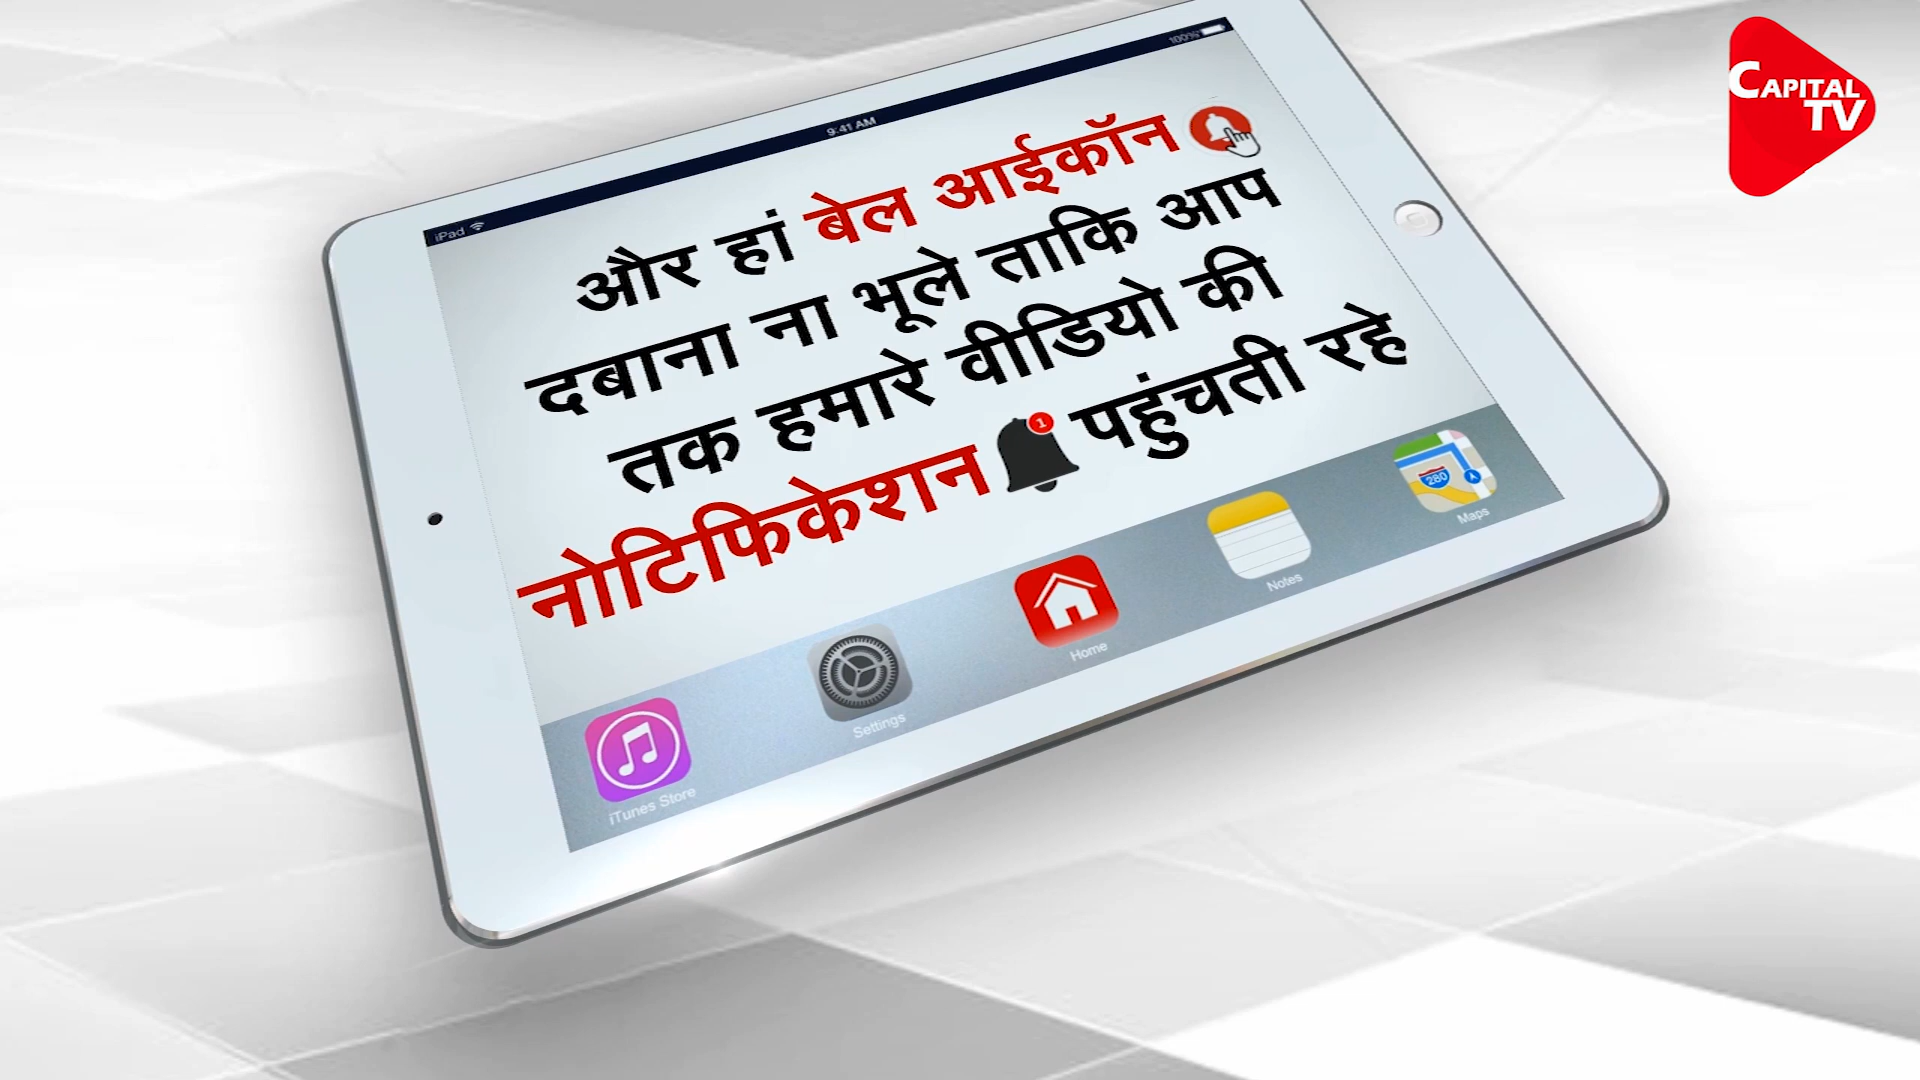 CAPITAL
TV
iPad
9:41 AM
100%
और हां बेल आईकॉन
दबाना ना भूले ताकि आप
तक हमारे वीडियो की
नोटिफिकेशन 1 पहुंचती रहे
iTunes Store
Settings
Home
Notes
280
Maps